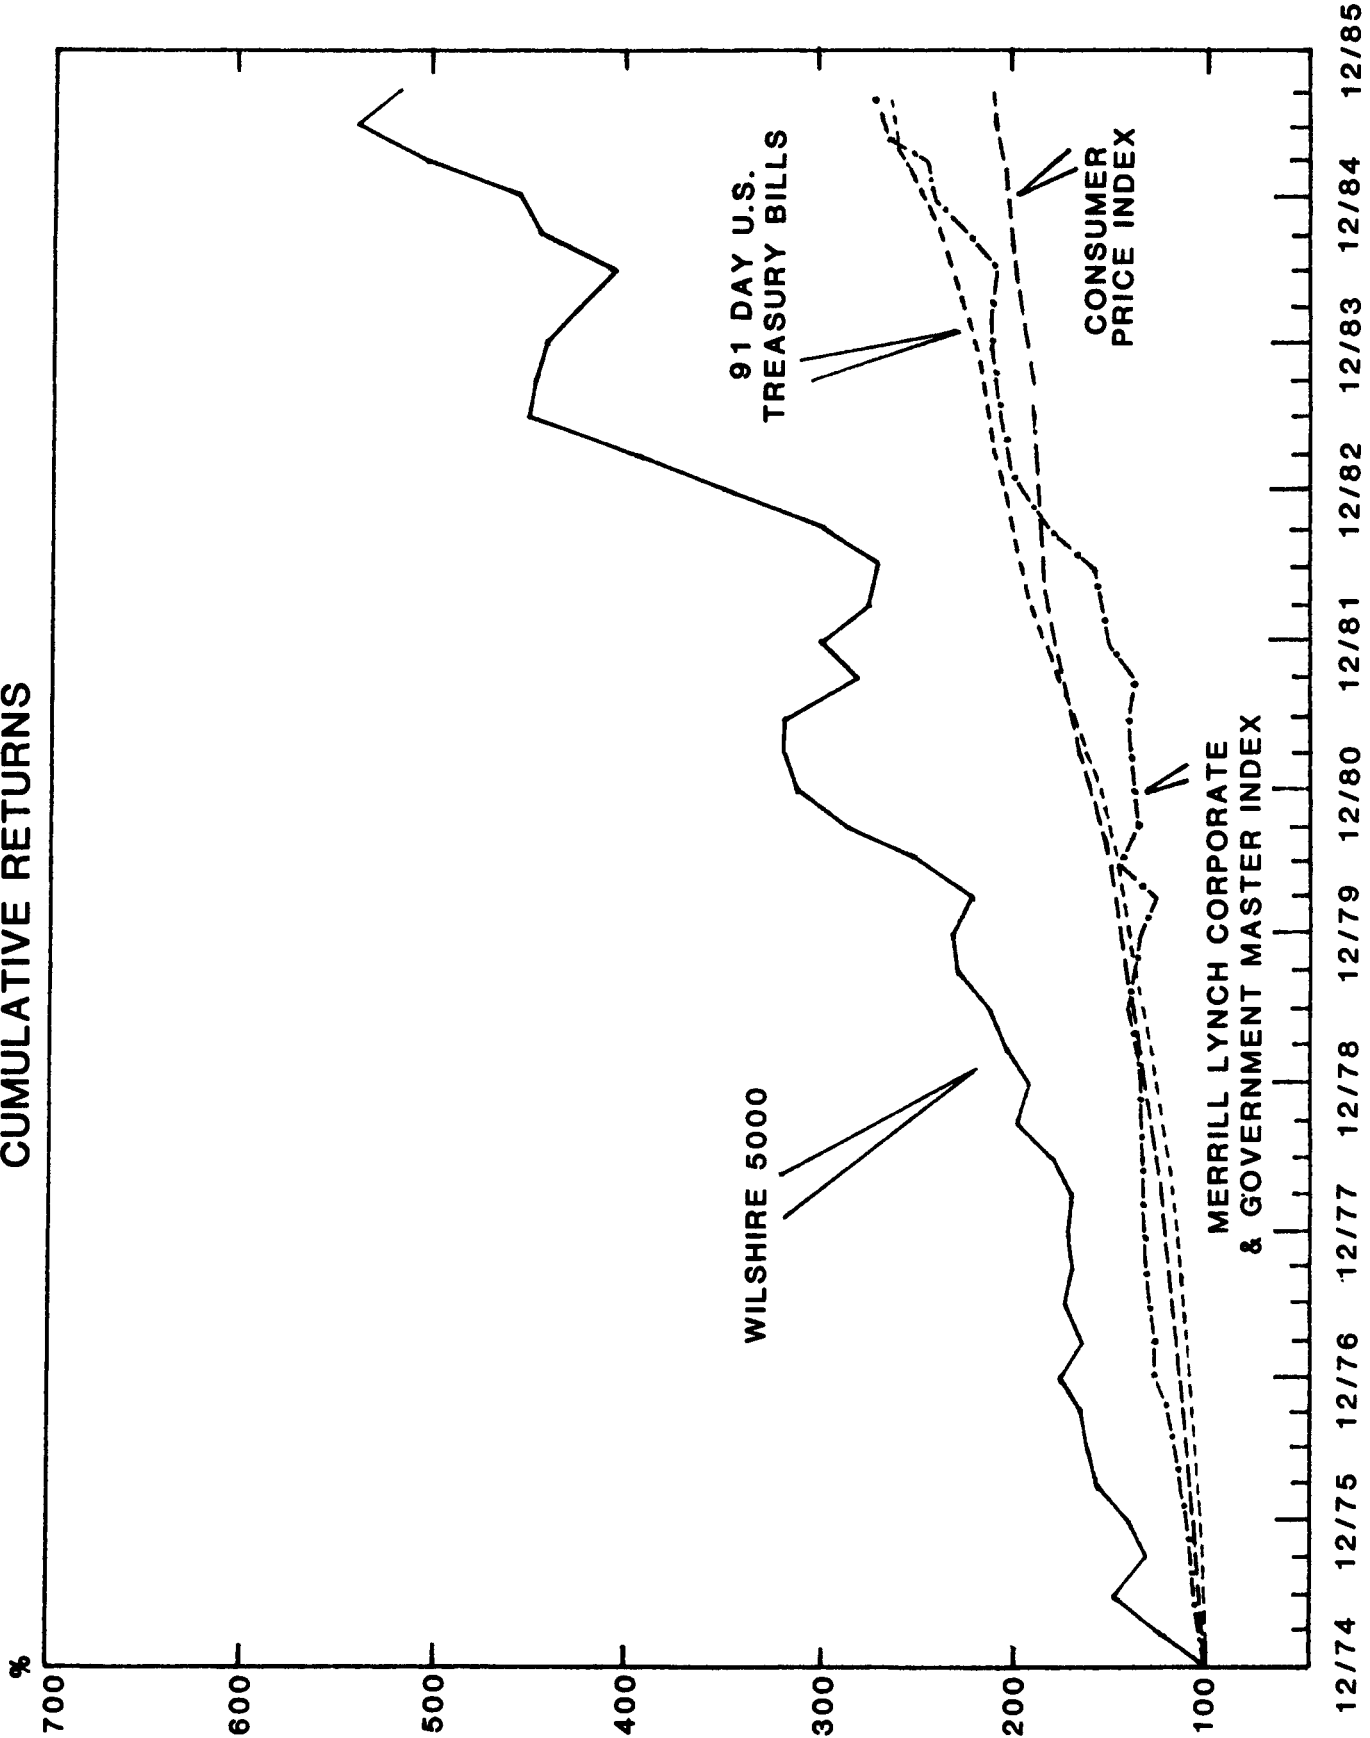 CUMULATIVE RETURNS
%
700
600
500
400
300
200
100
WILSHIRE 5000
91 DAY U.S.
TREASURY BILLS
CONSUMER
PRICE INDEX
MERRILL LYNCH CORPORATE
& GOVERNMENT MASTER INDEX
12/74 12/75 12/76 12/77 12/78 12/79 12/80 12/81 12/82 12/83 12/84 12/85